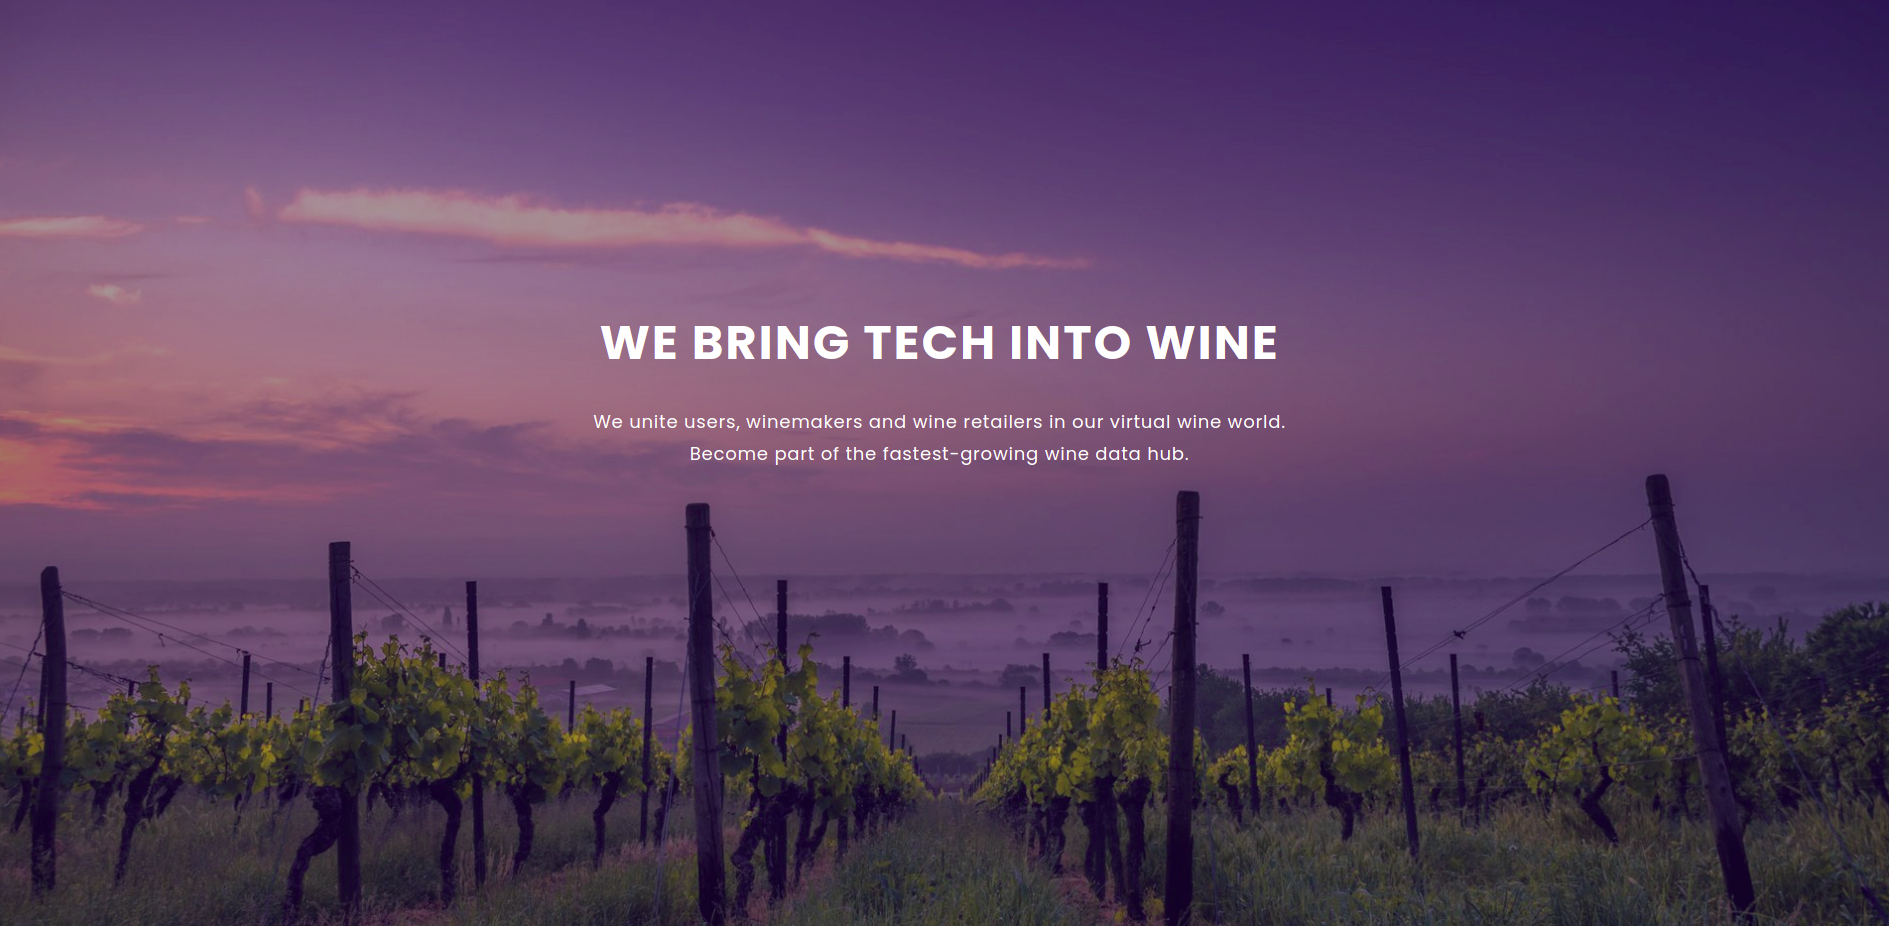 WE BRING TECH INTO WINE
We unite users, winemakers and wine retailers in our virtual wine world.
Become part of the fastest-growing wine data hub.